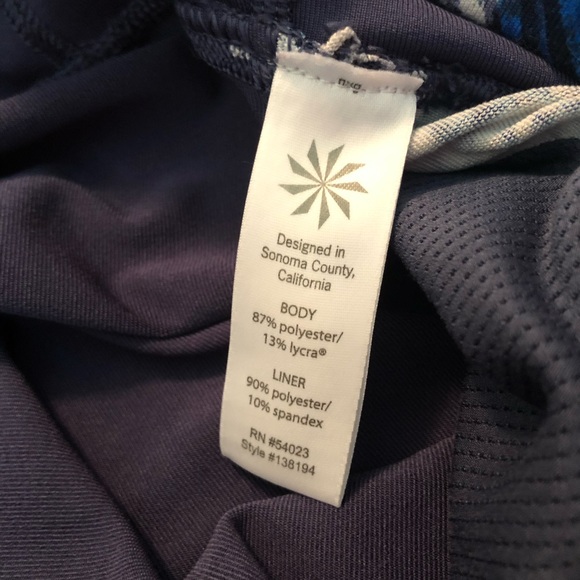 Designed in
Sonoma County,
California
BODY
87% polyester/
13% lycra®
LINER
90% polyester/
10% spandex
RN #54023
Style #138194